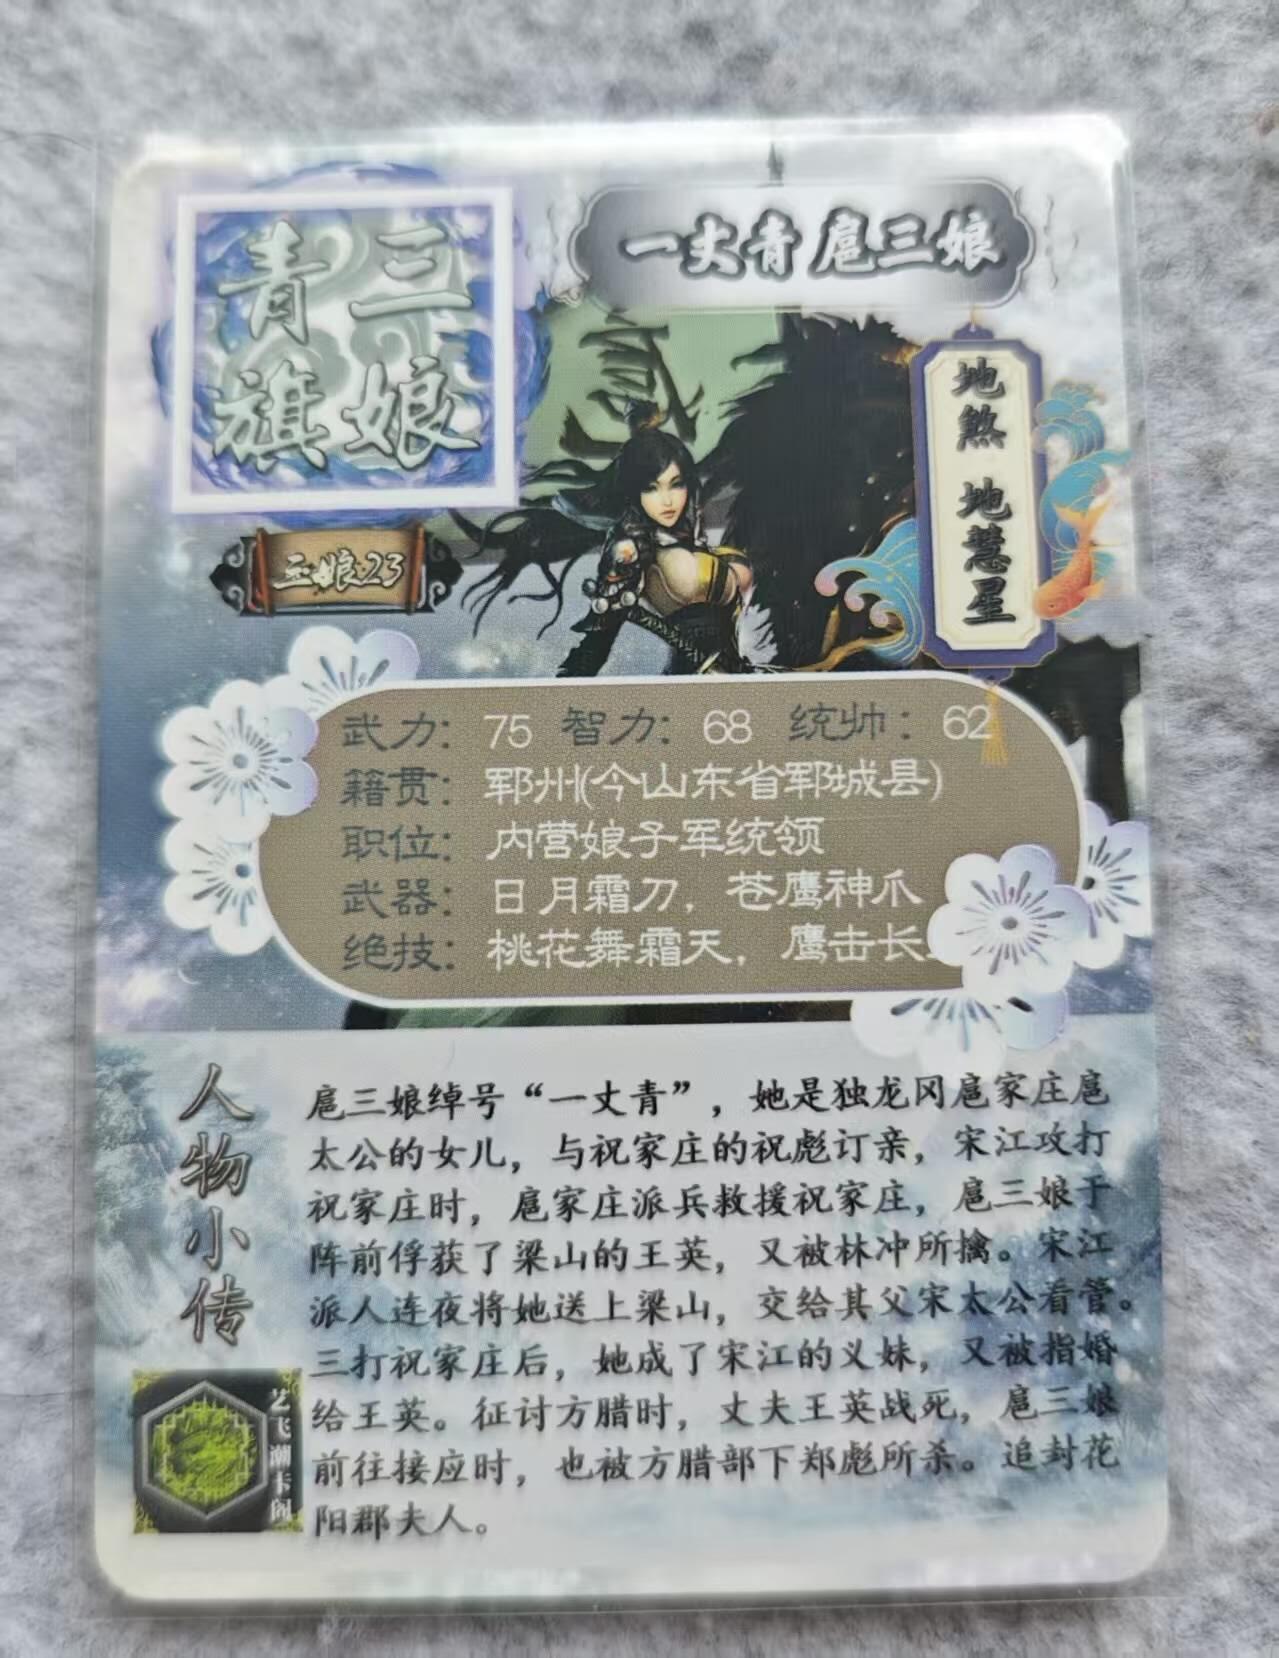 三娘
青旗
一丈青 扈三娘
地煞 地慧星
三娘23
武力：75 智力：68 统帅：62
籍贯：郓州(今山东省郓城县)
职位：内营娘子军统领
武器：日月霜刀，苍鹰神爪
绝技：桃花舞霜天，鹰击长
人物小传
扈三娘绰号“一丈青”，她是独龙冈扈家庄扈
太公的女儿，与祝家庄的祝彪订亲，宋江攻打
祝家庄时，扈家庄派兵救援祝家庄，扈三娘于
阵前俘获了梁山的王英，又被林冲所擒。宋江
派人连夜将她送上梁山，交给其父宋太公看管。
三打祝家庄后，她成了宋江的义妹，又被指婚
给王英。征讨方腊时，丈夫王英战死，扈三娘
前往接应时，也被方腊部下郑彪所杀。追封花
阳郡夫人。
艺飞潮卡阁